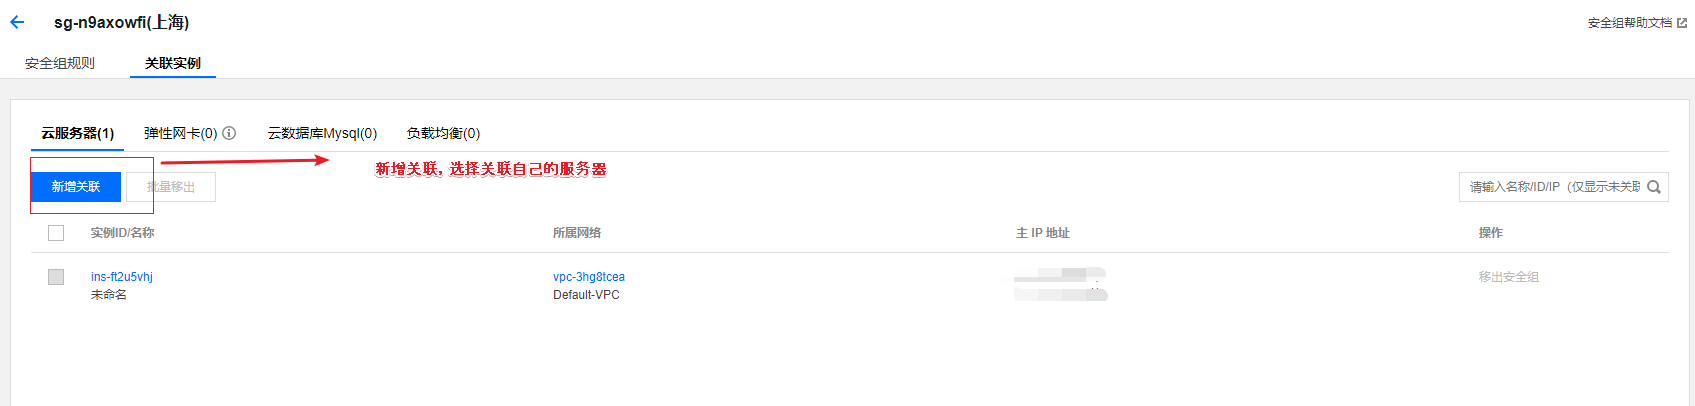 sg-n9axowfi(上海)
安全组帮助文档
安全组规则
关联实例
云服务器(1)
弹性网卡(0)
云数据库Mysql(0)
负载均衡(0)
新增关联，选择关联自己的服务器
新增关联
批量移出
请输入名称/ID/IP（仅显示未关联
实例ID/名称
所属网络
主 IP 地址
操作
ins-ft2u5vhj
vpc-3hg8tcea
移出安全组
未命名
Default-VPC